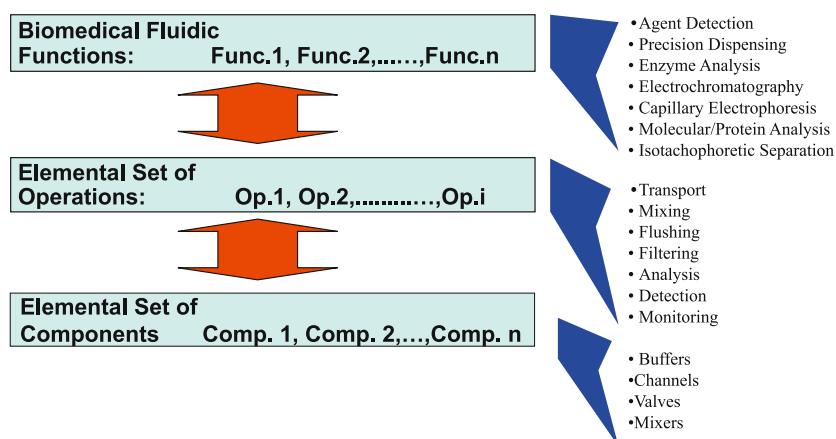 Biomedical Fluidic
Functions: Func.1, Func.2,......,Func.n
• Agent Detection
• Precision Dispensing
• Enzyme Analysis
• Electrochromatography
• Capillary Electrophoresis
• Molecular/Protein Analysis
• Isotachophoretic Separation
Elemental Set of
Operations: Op.1, Op.2,............,Op.i
•Transport
• Mixing
• Flushing
• Filtering
• Analysis
• Detection
• Monitoring
Elemental Set of
Components Comp. 1, Comp. 2,...,Comp. n
• Buffers
•Channels
• Valves
• Mixers